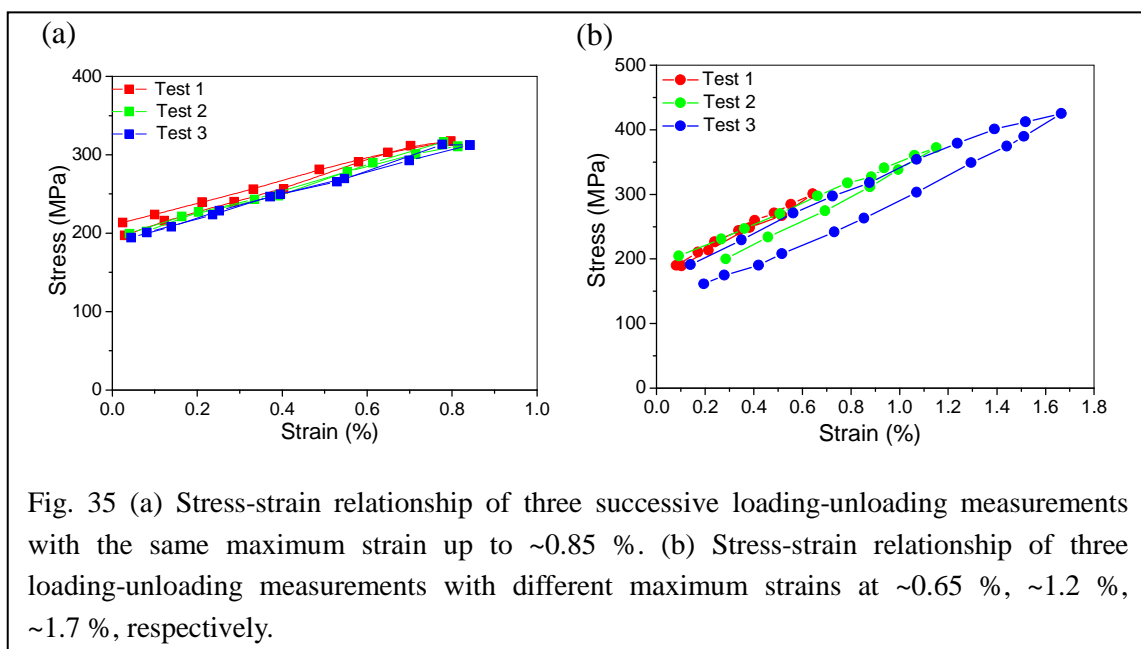 (a)
400
300
200
100
0
Stress (MPa)
Test 1
Test 2
Test 3
0.0 0.2 0.4 0.6 0.8 1.0
Strain (%)
(b)
500
400
300
200
100
0
Stress (MPa)
Test 1
Test 2
Test 3
0.0 0.2 0.4 0.6 0.8 1.0 1.2 1.4 1.6 1.8
Strain (%)
Fig. 35 (a) Stress-strain relationship of three successive loading-unloading measurements
with the same maximum strain up to ~0.85 %. (b) Stress-strain relationship of three
loading-unloading measurements with different maximum strains at ~0.65 %, ~1.2 %,
~1.7 %, respectively.